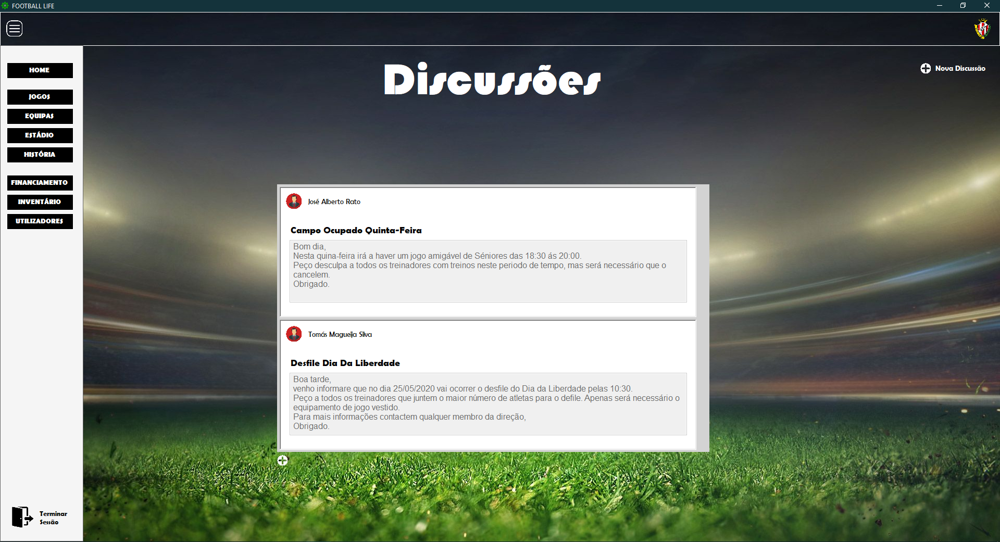 FOOTBALL LIFE
HOME
JOGOS
EQUIPAS
ESTÁDIO
HISTÓRIA
FINANCIAMENTO
INVENTÁRIO
UTILIZADORES
Terminar
Sessão
Discussões
Nova Discussão
José Alberto Rato
Campo Ocupado Quinta-Feira
Bom dia,
Nesta quina-feira irá a haver um jogo amigável de Séniores das 18:30 ás 20:00.
Peço desculpa a todos os treinadores com treinos neste periodo de tempo, mas será necessário que o
cancelem.
Obrigado.
Tomás Magueija Silva
Desfile Dia Da Liberdade
Boa tarde,
venho informare que no dia 25/05/2020 vai ocorrer o desfile do Dia da Liberdade pelas 10:30.
Peço a todos os treinadores que juntem o maior número de atletas para o defile. Apenas será necessário o
equipamento de jogo vestido.
Para mais informações contactem qualquer membro da direção,
Obrigado.